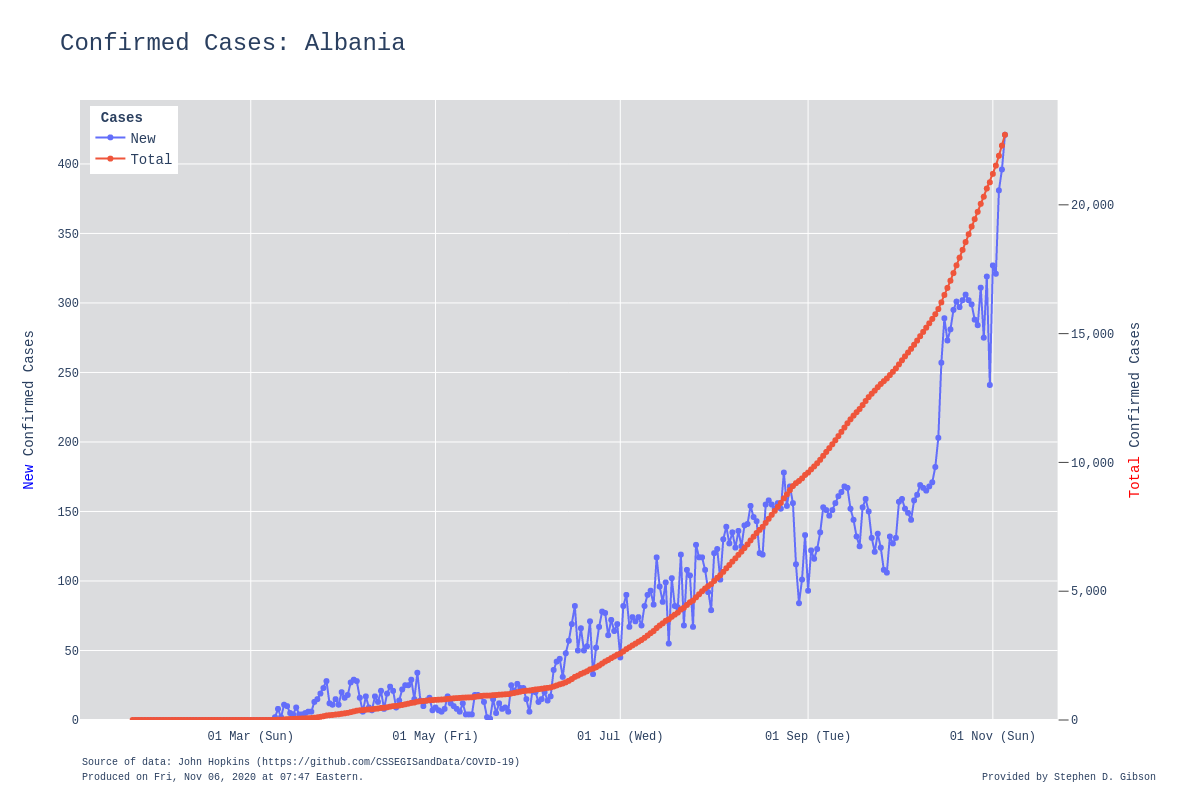 Confirmed Cases: Albania
Cases
New
Total
400
350
300
250
200
150
100
50
0
20,000
15,000
10,000
5,000
0
New Confirmed Cases
Total Confirmed Cases
01 Mar (Sun)
01 May (Fri)
01 Jul (Wed)
01 Sep (Tue)
01 Nov (Sun)
Source of data: John Hopkins (https://github.com/CSSEGISandData/COVID-19)
Produced on Fri, Nov 06, 2020 at 07:47 Eastern.
Provided by Stephen D. Gibson